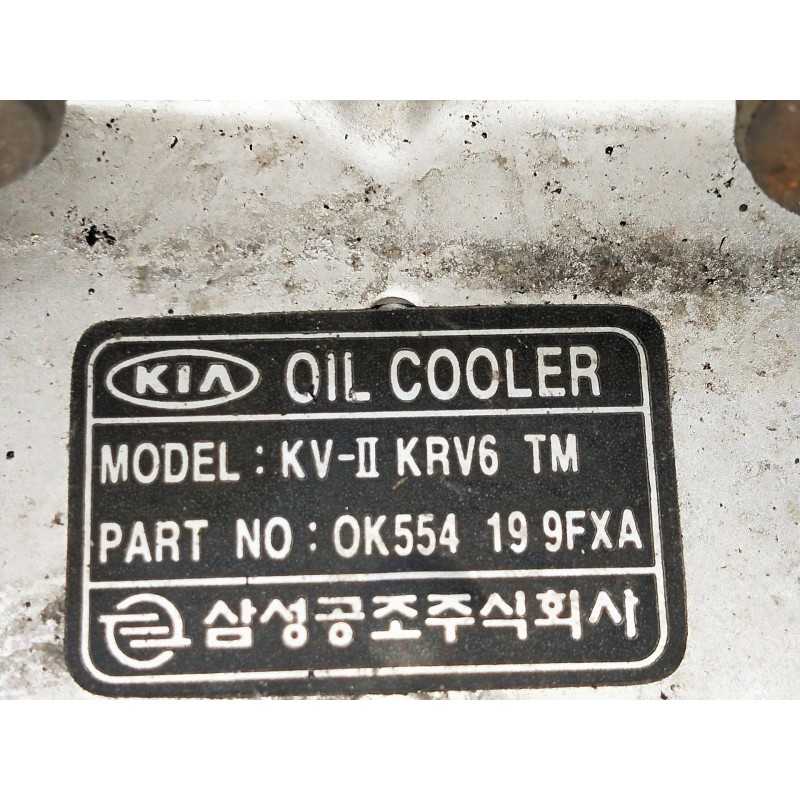 KIA OIL COOLER
MODEL : KV-II KRV6 TM
PART NO : OK554 19 9FXA
삼성공조주식회사